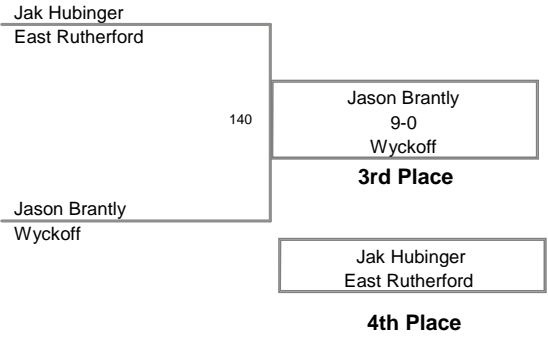 Jak Hubinger
East Rutherford
140
Jason Brantly
9-0
Wyckoff
3rd Place
Jason Brantly
Wyckoff
Jak Hubinger
East Rutherford
4th Place